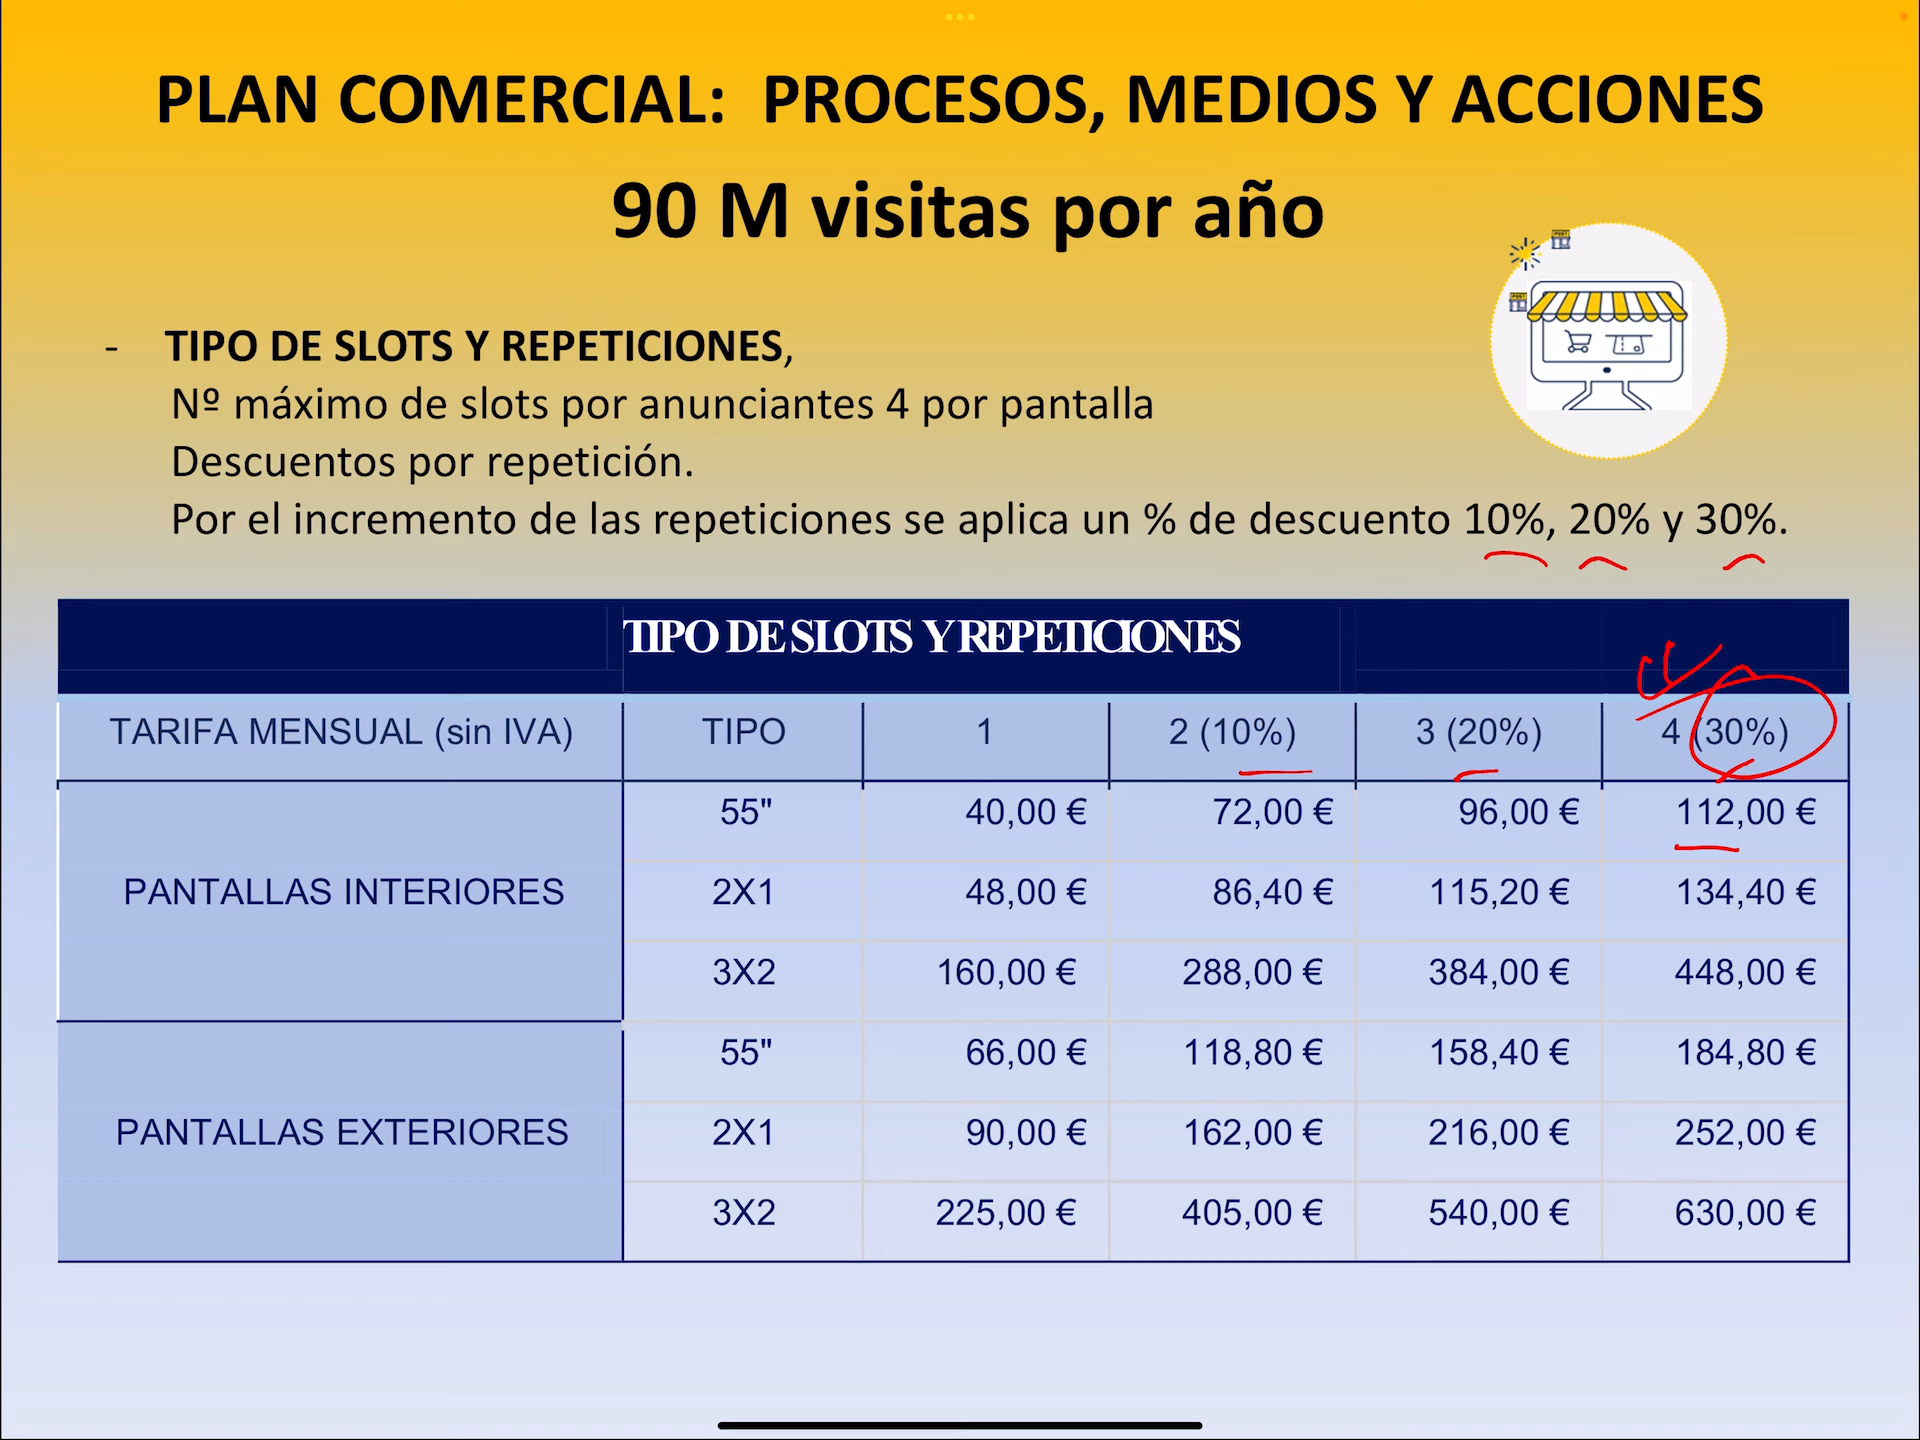 PLAN COMERCIAL: PROCESOS, MEDIOS Y ACCIONES
90 M visitas por año
- TIPO DE SLOTS Y REPETICIONES,
Nº máximo de slots por anunciantes 4 por pantalla
Descuentos por repetición.
Por el incremento de las repeticiones se aplica un % de descuento 10%, 20% y 30%.
POST
POST
TIPO DE SLOTS Y REPETICIONES
TARIFA MENSUAL (sin IVA) TIPO 1 2 (10%) 3 (20%) 4 (30%)
55" 40,00 € 72,00 € 96,00 € 112,00 €
PANTALLAS INTERIORES 2X1 48,00 € 86,40 € 115,20 € 134,40 €
3X2 160,00 € 288,00 € 384,00 € 448,00 €
55" 66,00 € 118,80 € 158,40 € 184,80 €
PANTALLAS EXTERIORES 2X1 90,00 € 162,00 € 216,00 € 252,00 €
3X2 225,00 € 405,00 € 540,00 € 630,00 €